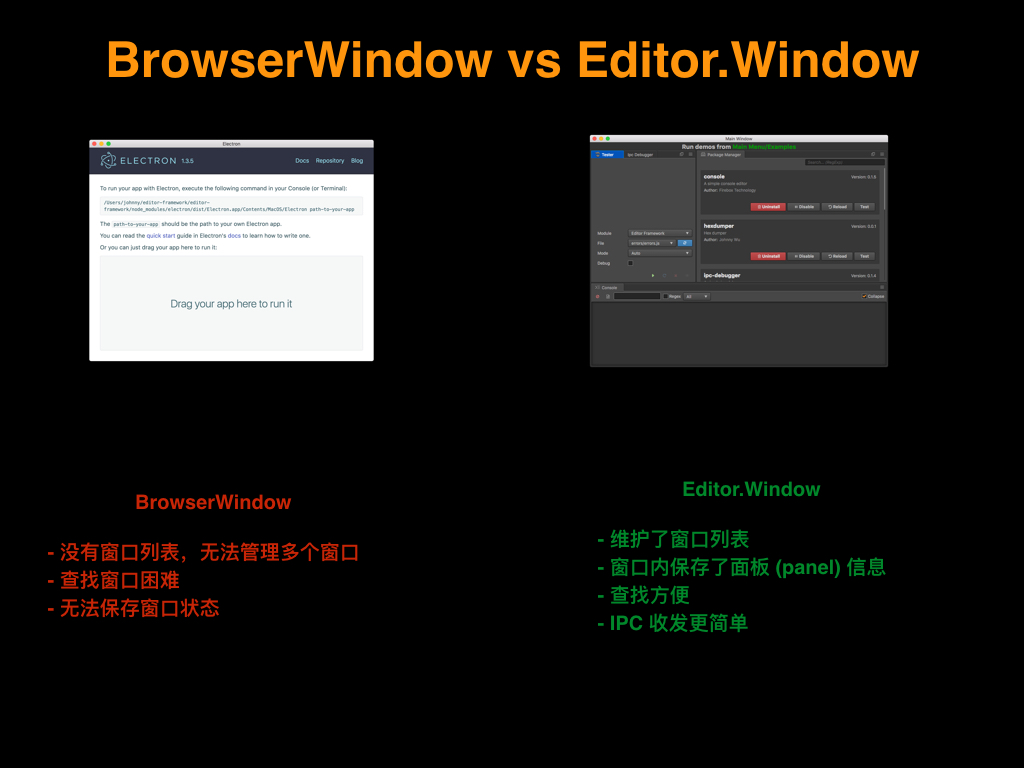 BrowserWindow vs Editor.Window
Electron
ELECTRON 1.3.5
Docs Repository Blog
To run your app with Electron, execute the following command in your Console (or Terminal):
/Users/johnny/editor-framework/editor-
framework/node_modules/electron/dist/Electron.app/Contents/MacOS/Electron path-to-your-app
The path-to-your-app should be the path to your own Electron app.
You can read the quick start guide in Electron's docs to learn how to write one.
Or you can just drag your app here to run it:
Drag your app here to run it
Main Window
Run demos from Main Menu/Examples
Tester ipc-Debugger
Package Manager
console Version: 0.1.6
A simple console editor
Author: Fireball Technology
Uninstall Disable Reload Test
hexdumper Version: 0.0.1
Hex dumper
Author: Johnny Wu
Uninstall Disable Reload Test
ipc-debugger Version: 0.1.4
Module Editor Framework
File
Mode Auto
Debug
Console
Regex All Collapse
BrowserWindow
- 没有窗口列表，无法管理多个窗口
- 查找窗口困难
- 无法保存窗口状态
Editor.Window
- 维护了窗口列表
- 窗口内保存了面板 (panel) 信息
- 查找方便
- IPC 收发更简单